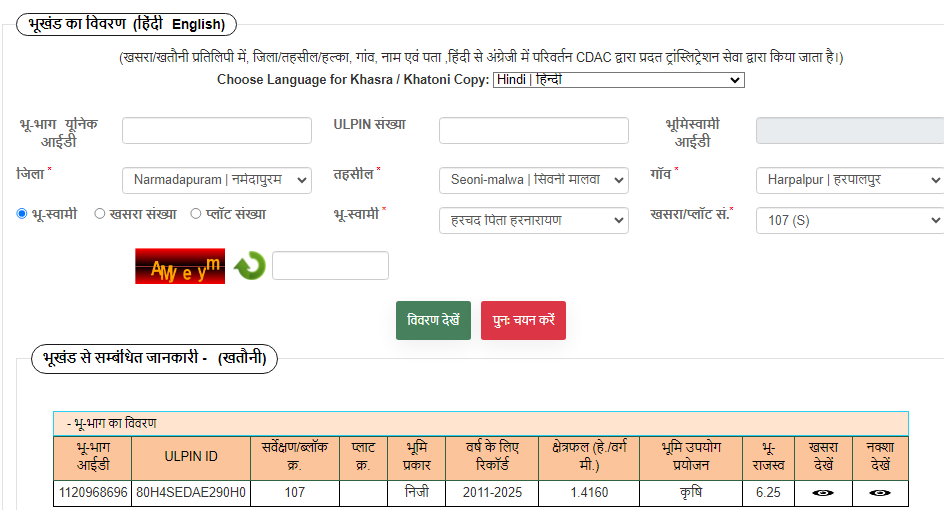 भूखंड का विवरण (हिंदी English)
(खसरा/खतौनी प्रतिलिपी में, जिला/तहसील/हल्का, गांव, नाम एवं पता ,हिंदी से अंग्रेजी में परिवर्तन CDAC द्वारा प्रदत ट्रांस्लिट्रेशन सेवा द्वारा किया जाता है।)
Choose Language for Khasra / Khatoni Copy: Hindi | हिन्दी
भू-भाग यूनिक आईडी ULPIN संख्या भूमिस्वामी आईडी
जिला * Narmadapuram | नर्मदापुरम तहसील * Seoni-malwa | सिवनी मालवा गाँव * Harpalpur | हरपालपुर
भू-स्वामी खसरा संख्या प्लॉट संख्या भू-स्वामी * हरचद पिता हरनारायण खसरा/प्लॉट सं.* 107 (S)
AMyeym
विवरण देखें पुनः चयन करें
भूखंड से सम्बंधित जानकारी - (खतौनी)
- भू-भाग का विवरण
भू-भाग आईडी ULPIN ID सर्वेक्षण/ब्लॉक क्र. प्लाट क्र. भूमि प्रकार वर्ष के लिए रिकॉर्ड क्षेत्रफल (हे./वर्ग मी.) भूमि उपयोग प्रयोजन भू-राजस्व खसरा देखें नक्शा देखें
1120968696 80H4SEDAE290H0 107 निजी 2011-2025 1.4160 कृषि 6.25